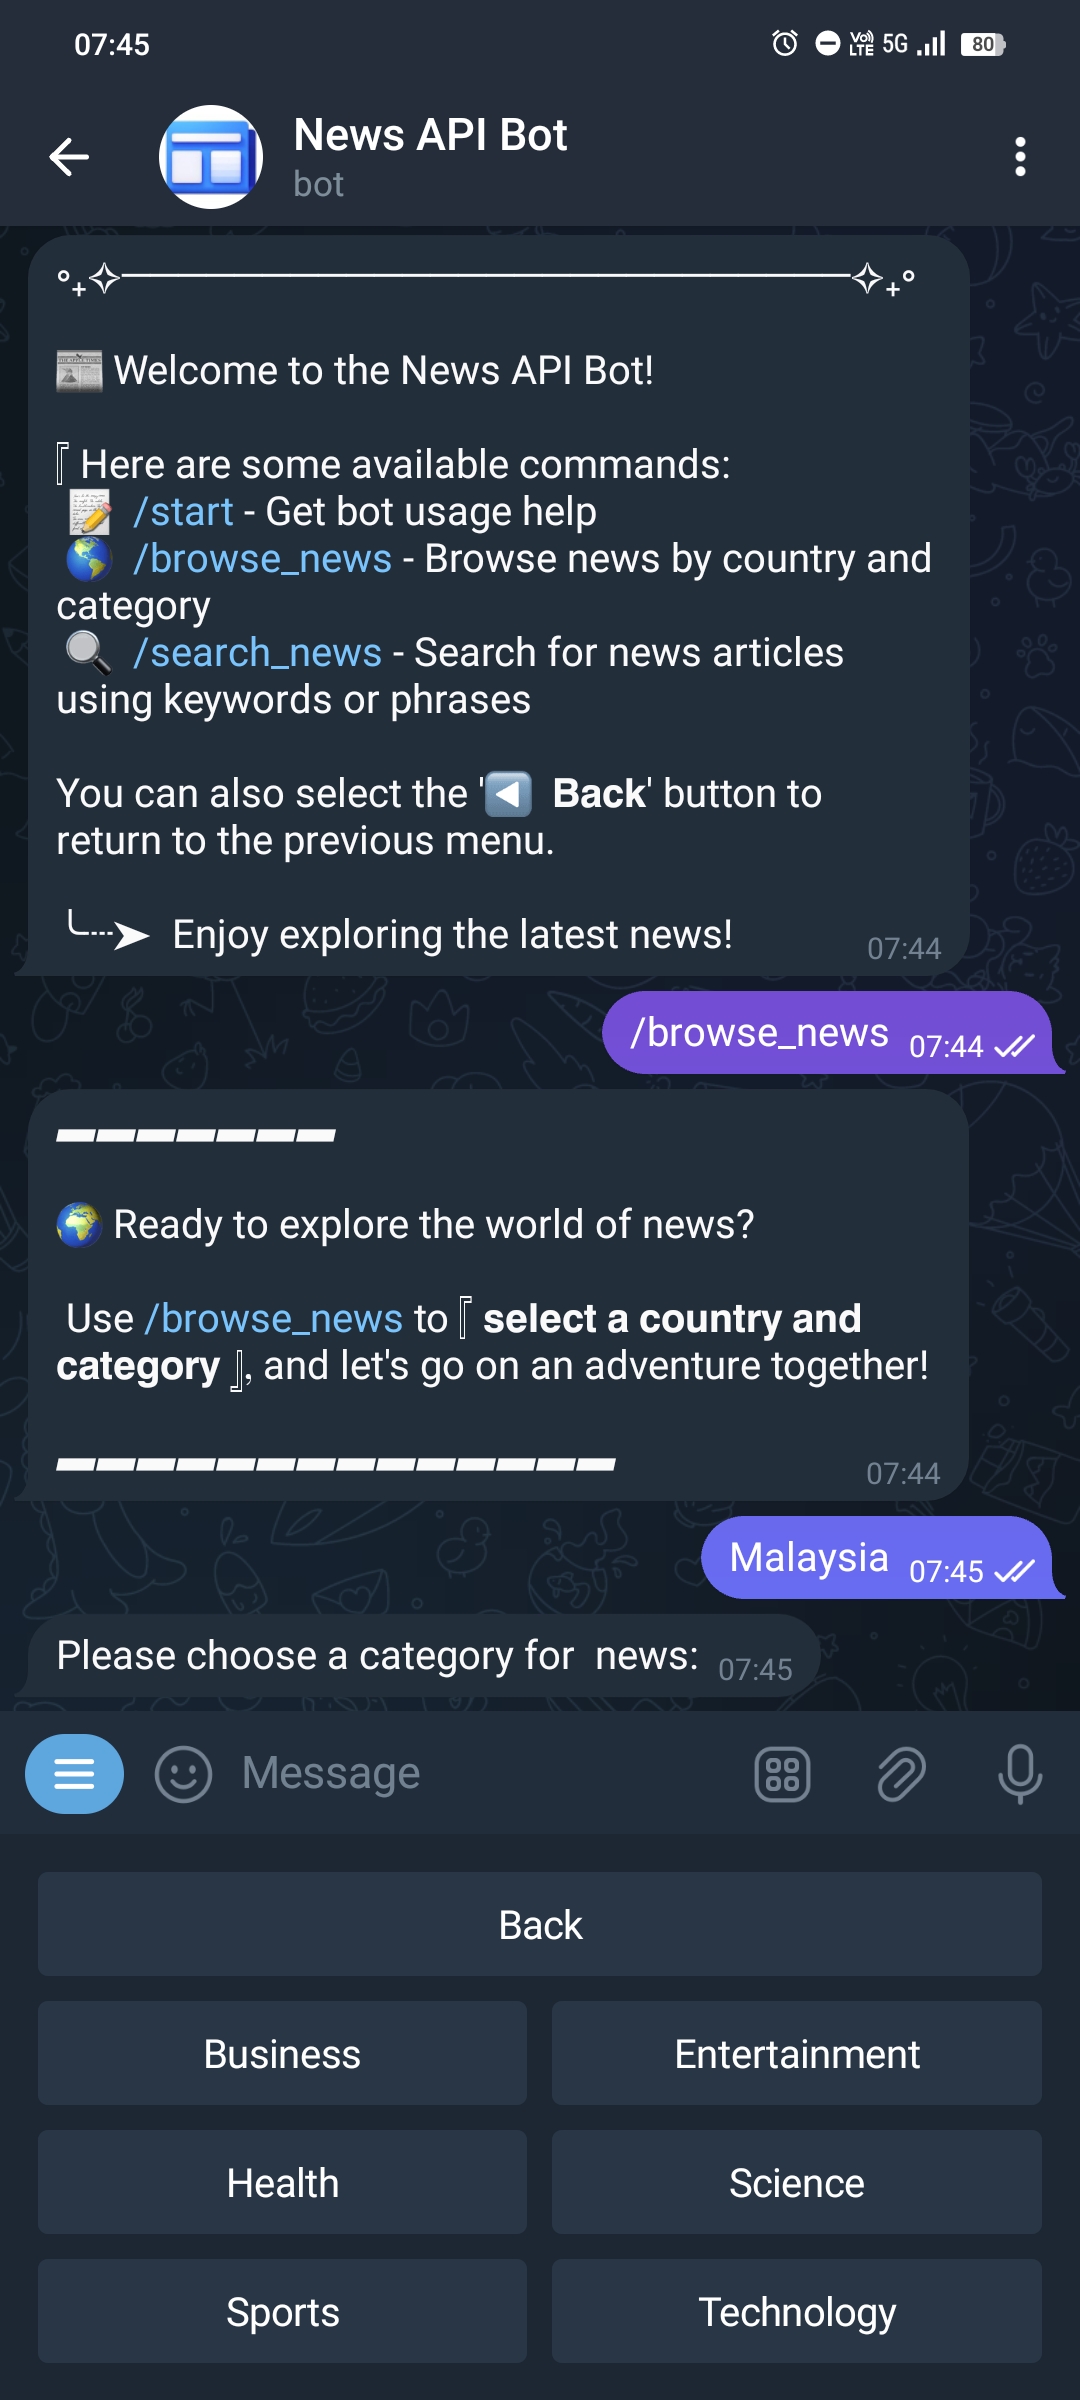 07:45
Vo) LTE 5G 80
News API Bot
bot
°₊✧────────────────────✧₊°
📰 Welcome to the News API Bot!
『 Here are some available commands:
📝 /start - Get bot usage help
🌎 /browse_news - Browse news by country and
category
🔍 /search_news - Search for news articles
using keywords or phrases
You can also select the '◀️ Back' button to
return to the previous menu.
╰┈➤ Enjoy exploring the latest news! 07:44
/browse_news 07:44
▰▰▰▰▰▰▰
🌍 Ready to explore the world of news?
Use /browse_news to 『 select a country and
category 』, and let's go on an adventure together!
▰▰▰▰▰▰▰▰▰▰▰▰▰▰ 07:44
Malaysia 07:45
Please choose a category for  news: 07:45
Message
Back
Business Entertainment
Health Science
Sports Technology